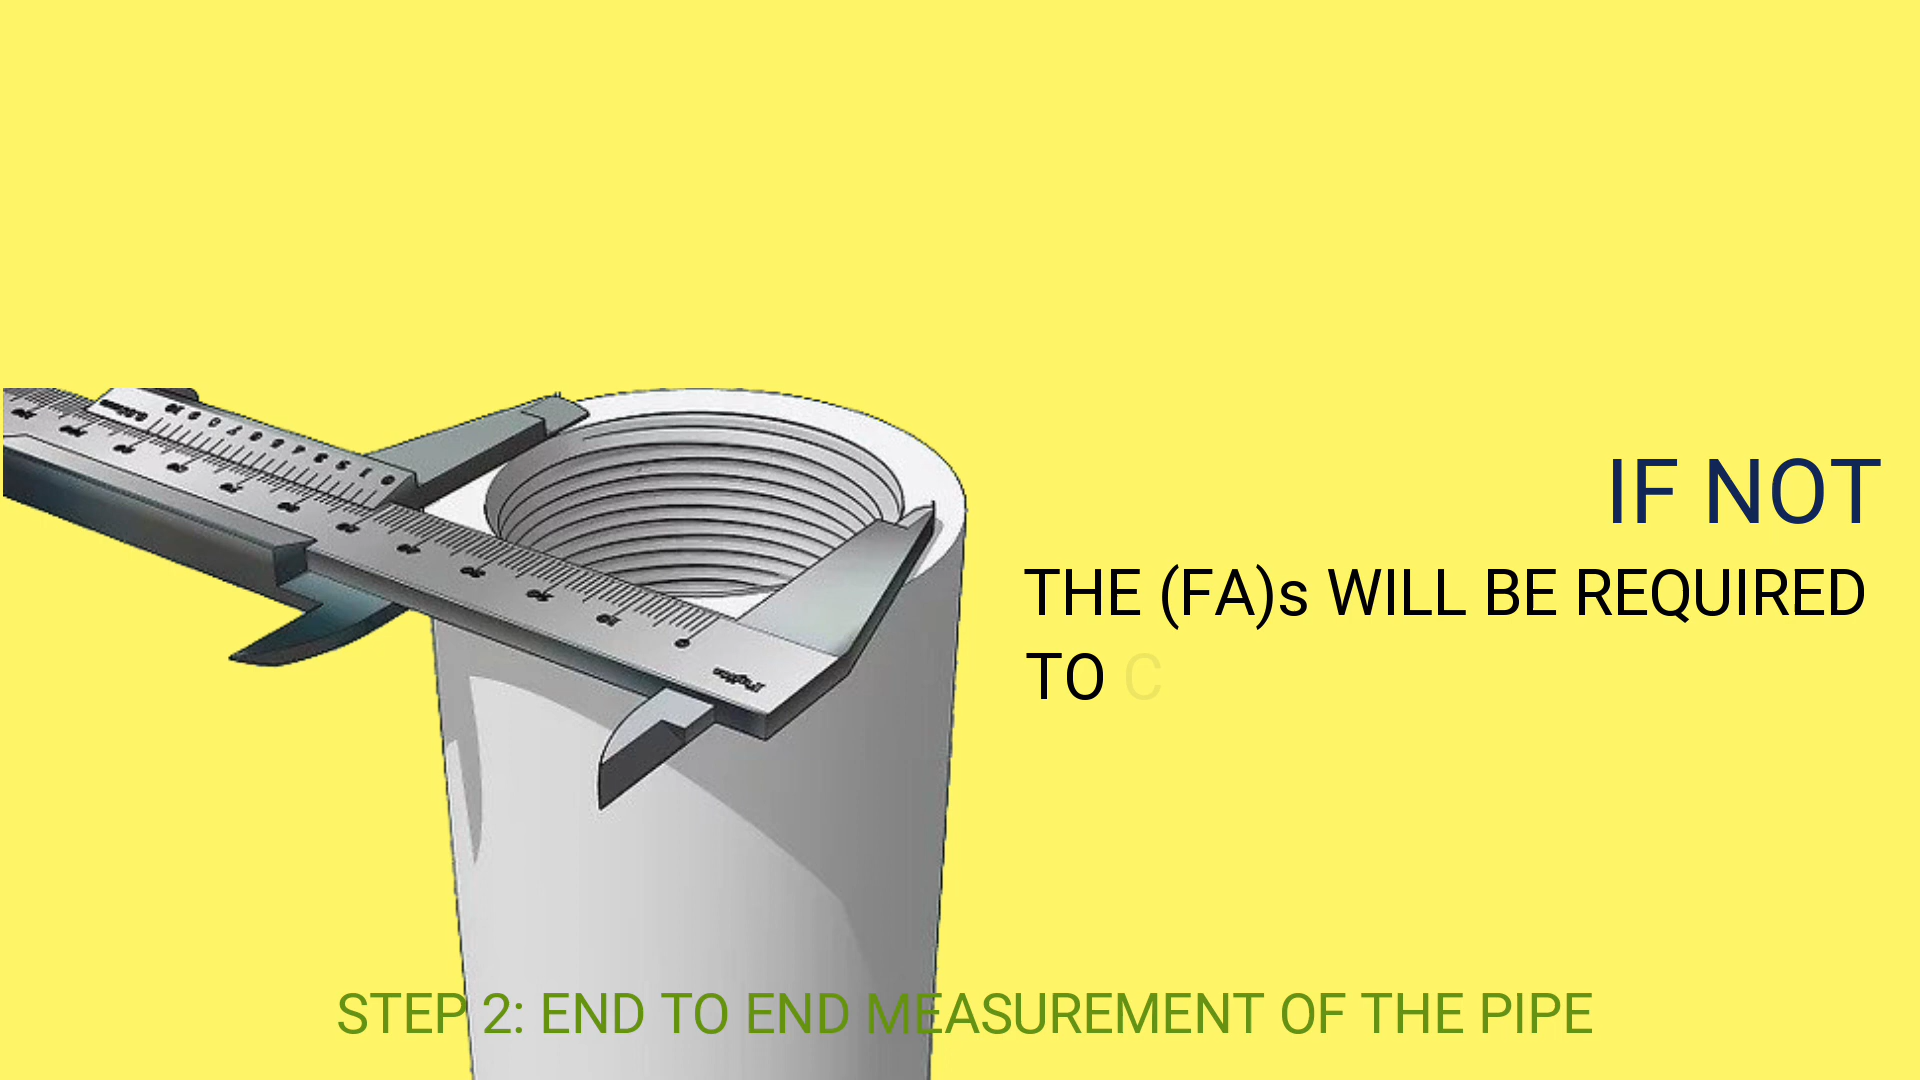 IF NOT
THE (FA)s WILL BE REQUIRED
TO C
STEP 2: END TO END MEASUREMENT OF THE PIPE